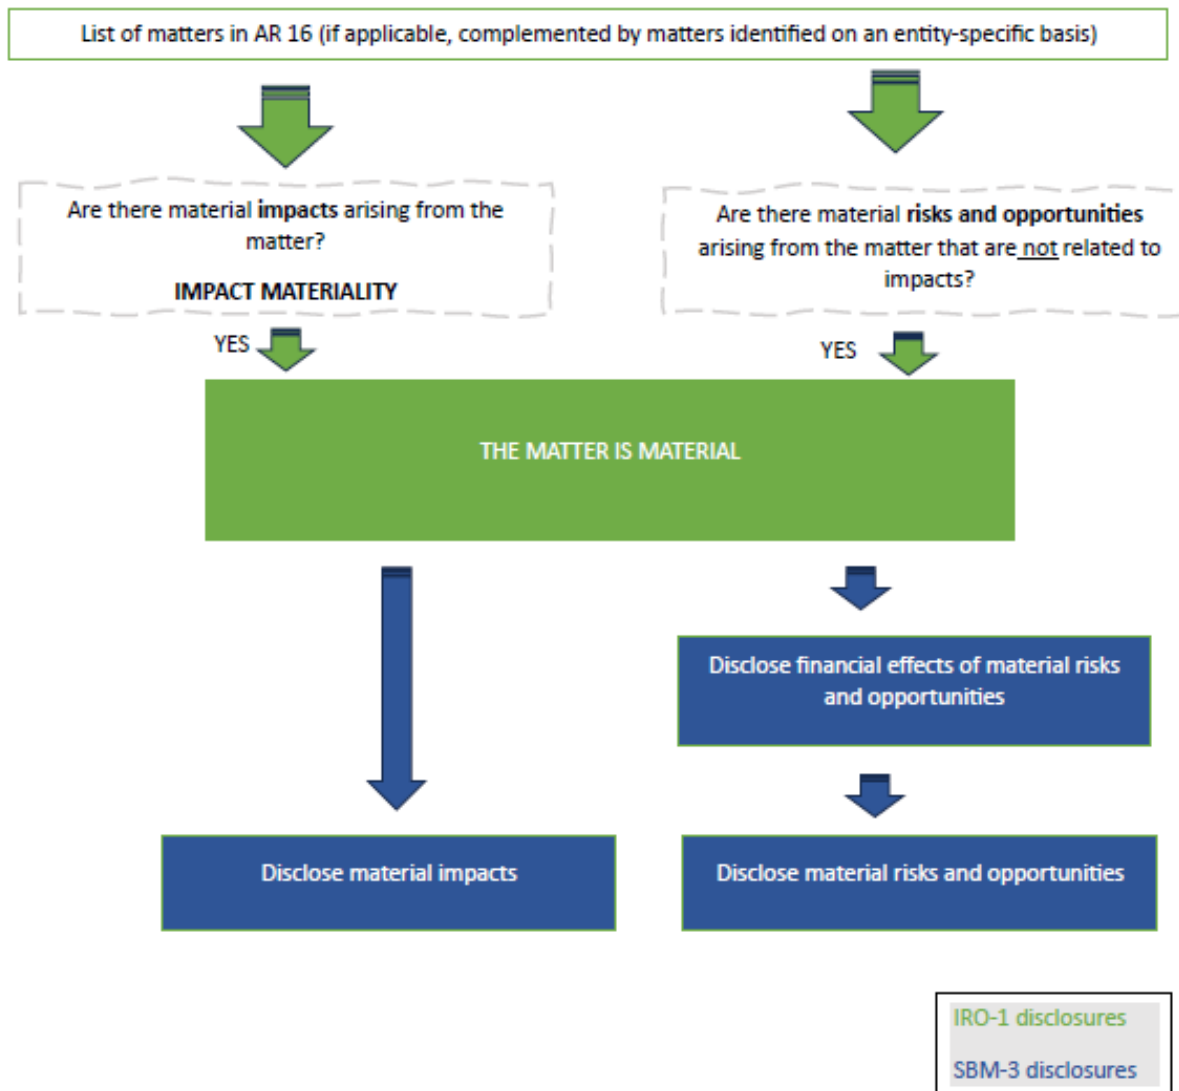 List of matters in AR 16 (if applicable, complemented by matters identified on an entity-specific basis)
Are there material impacts arising from the
matter?
IMPACT MATERIALITY
Are there material risks and opportunities
arising from the matter that are not related to
impacts?
YES
YES
THE MATTER IS MATERIAL
Disclose financial effects of material risks
and opportunities
Disclose material impacts
Disclose material risks and opportunities
IRO-1 disclosures
SBM-3 disclosures